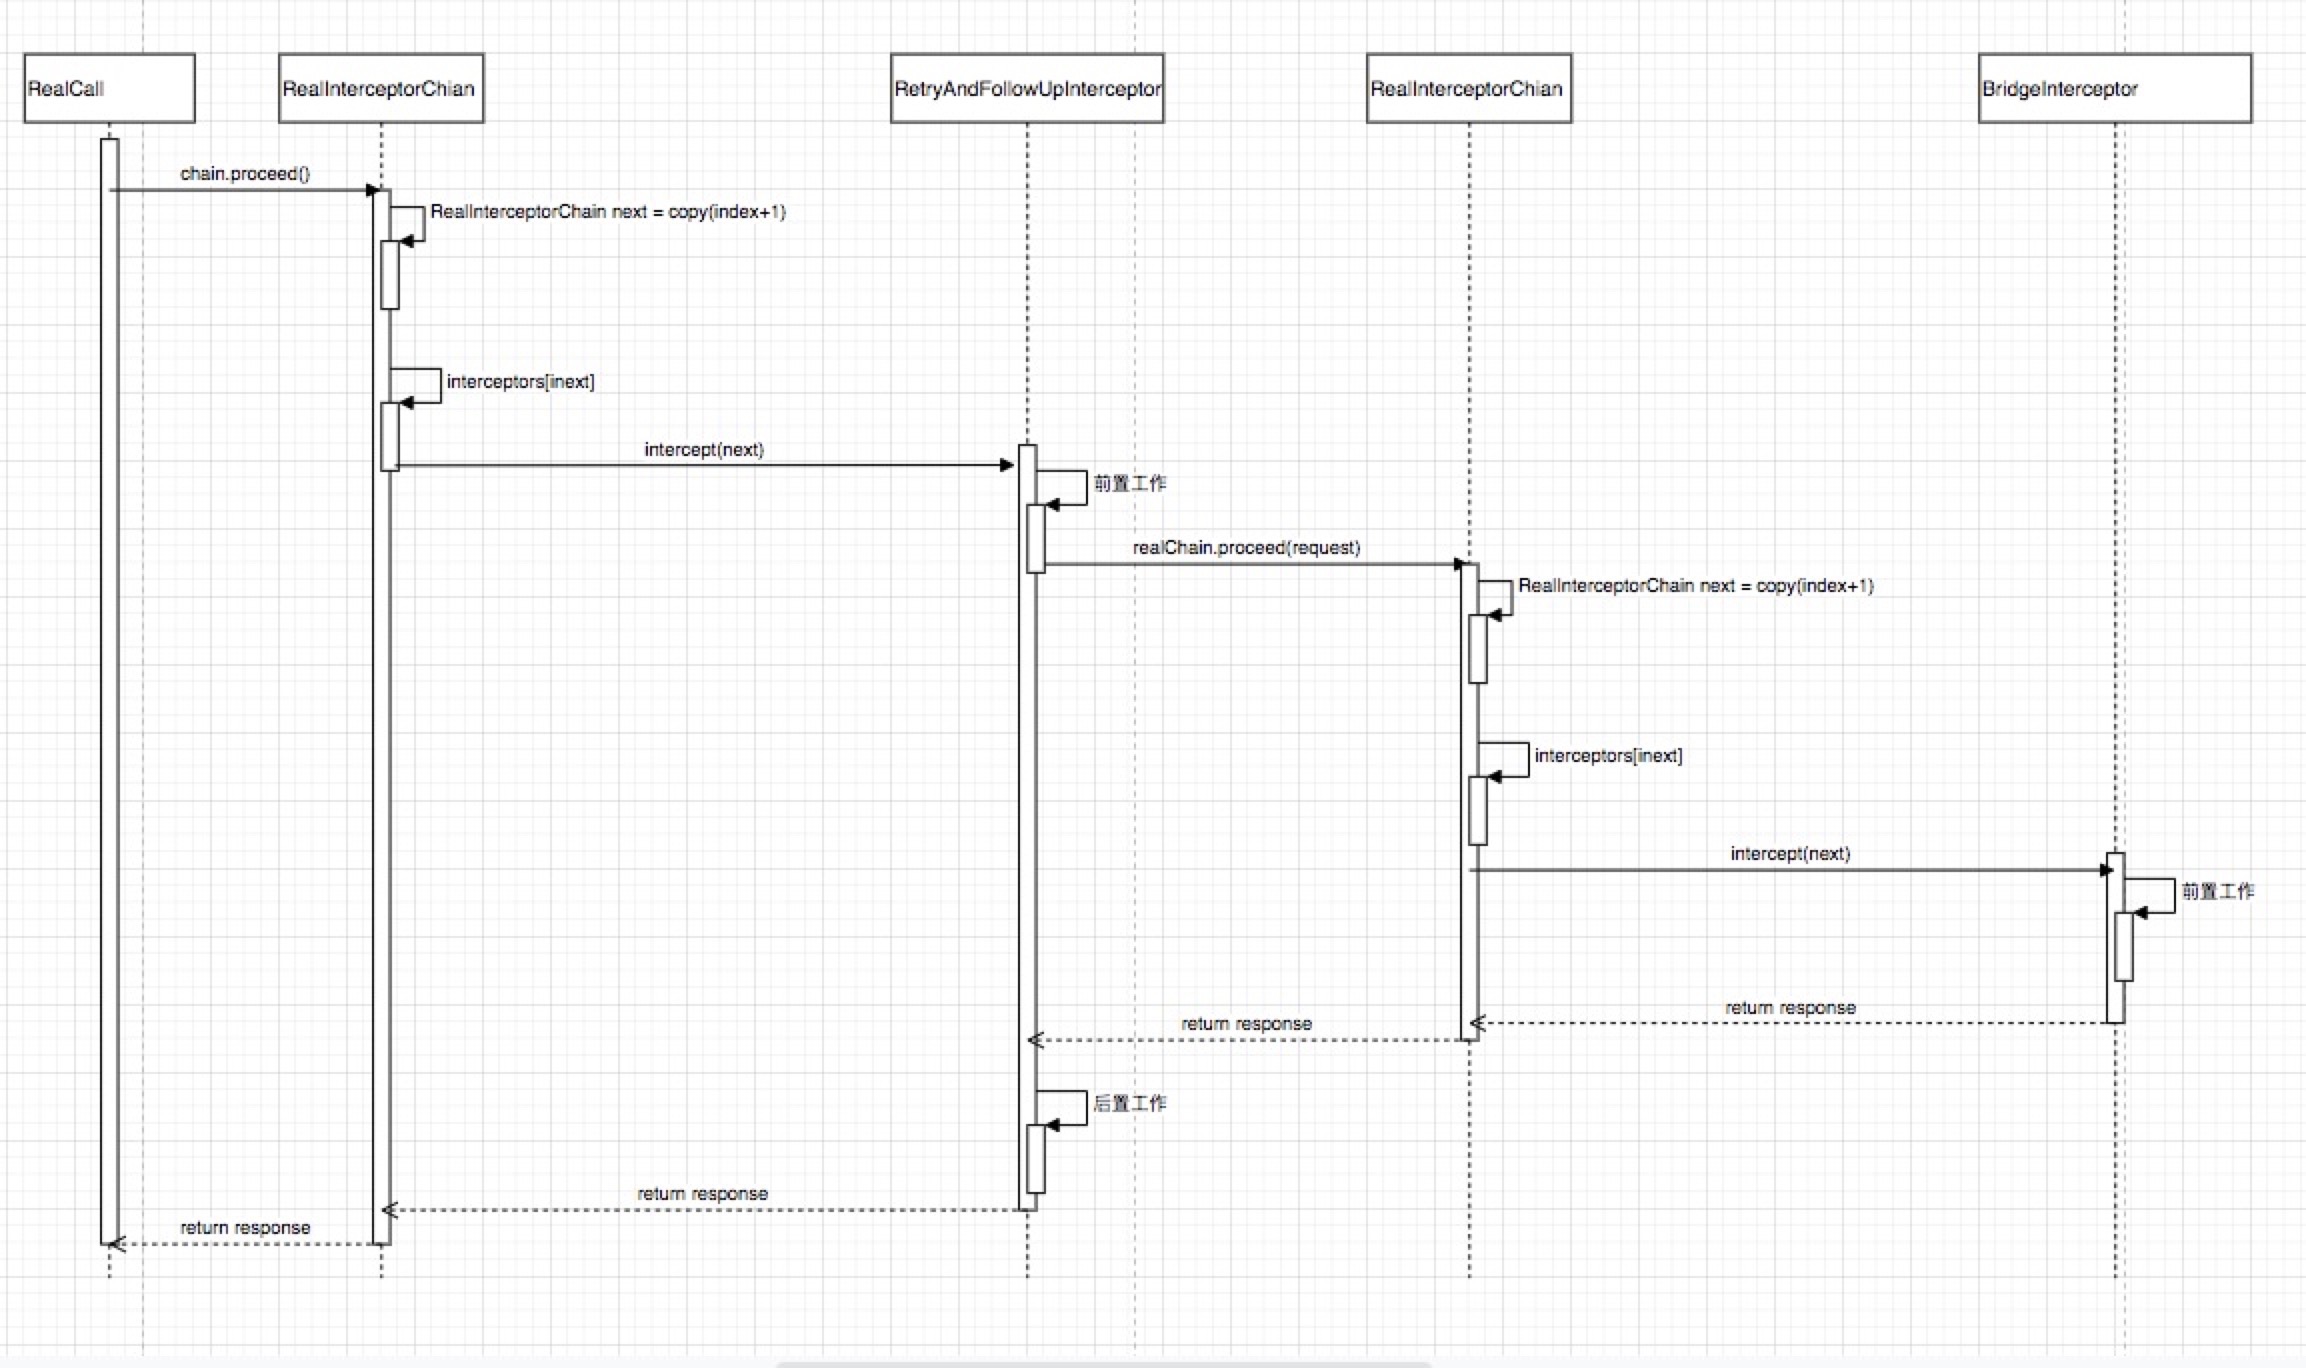 RealCall
RealInterceptorChian
RetryAndFollowUpInterceptor
RealInterceptorChian
BridgeInterceptor
chain.proceed()
RealInterceptorChain next = copy(index+1)
interceptors[inext]
intercept(next)
前置工作
realChain.proceed(request)
RealInterceptorChain next = copy(index+1)
interceptors[inext]
intercept(next)
前置工作
return response
return response
后置工作
return response
return response